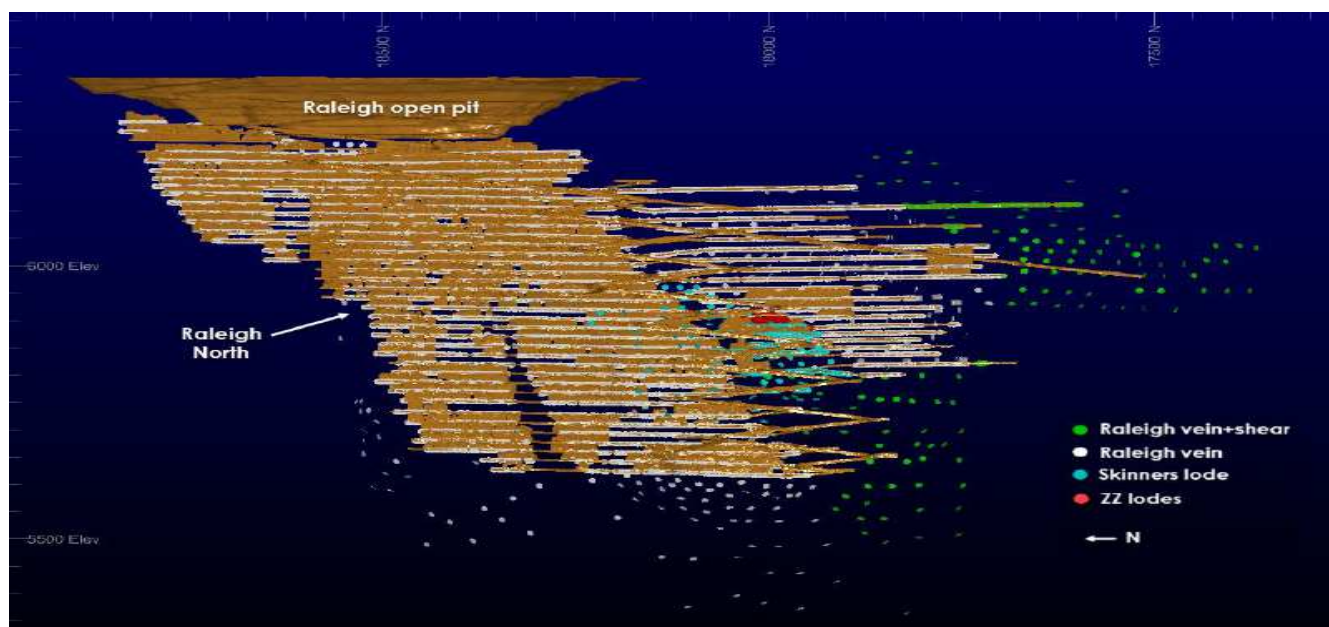 18500 N
18000 N
17500 N
Raleigh open pit
6000 Elev
Raleigh
North
Raleigh vein+shear
Raleigh vein
Skinners lode
ZZ lodes
N
5500 Elev